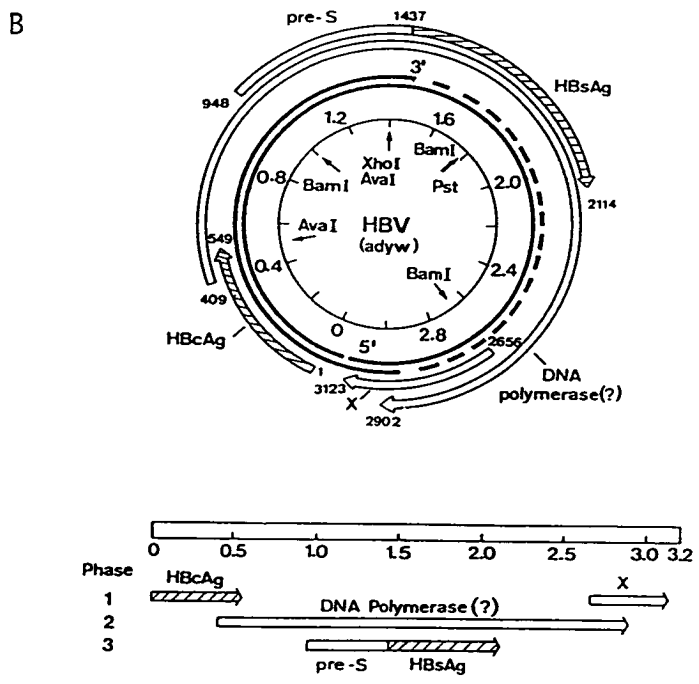 B
pre-S
1437
HBsAg
3'
948
1.2
1.6
BamI
XhoI
AvaI
BamI
Pst
0.8
2.0
2114
AvaI
HBV
(adyw)
549
0.4
BamI
2.4
409
HBcAg
0
5'
2.8
2656
1
3123
X
DNA
polymerase(?)
2902
0 0.5 1.0 1.5 2.0 2.5 3.0 3.2
Phase
HBcAg
X
1
DNA Polymerase(?)
2
3
pre-S HBsAg